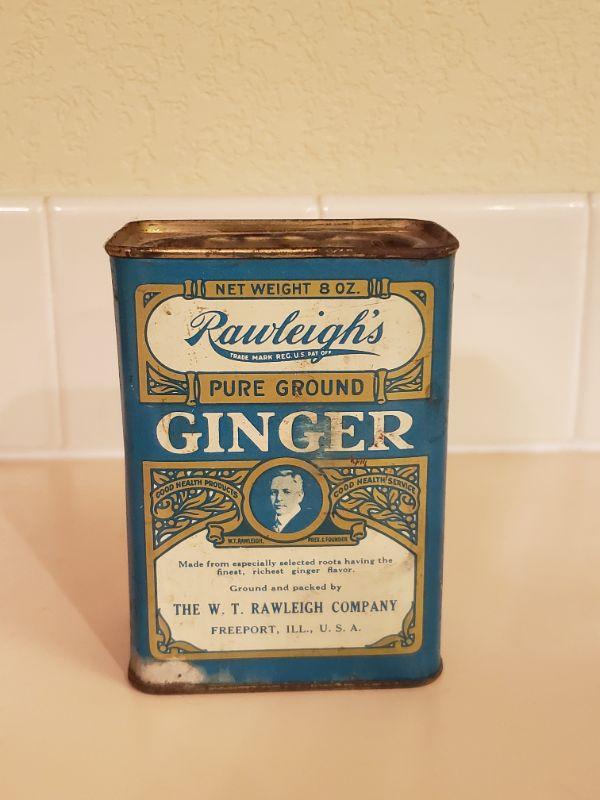 NET WEIGHT 8 OZ.
Rawleigh's
TRADE MARK REG. U.S. PAT. OFF.
PURE GROUND
GINGER
GOOD HEALTH PRODUCTS
GOOD HEALTH SERVICE
W.T. RAWLEIGH.
PRES. & FOUNDER
Made from especially selected roots having the
finest, richest ginger flavor.
Ground and packed by
THE W. T. RAWLEIGH COMPANY
FREEPORT, ILL., U. S. A.